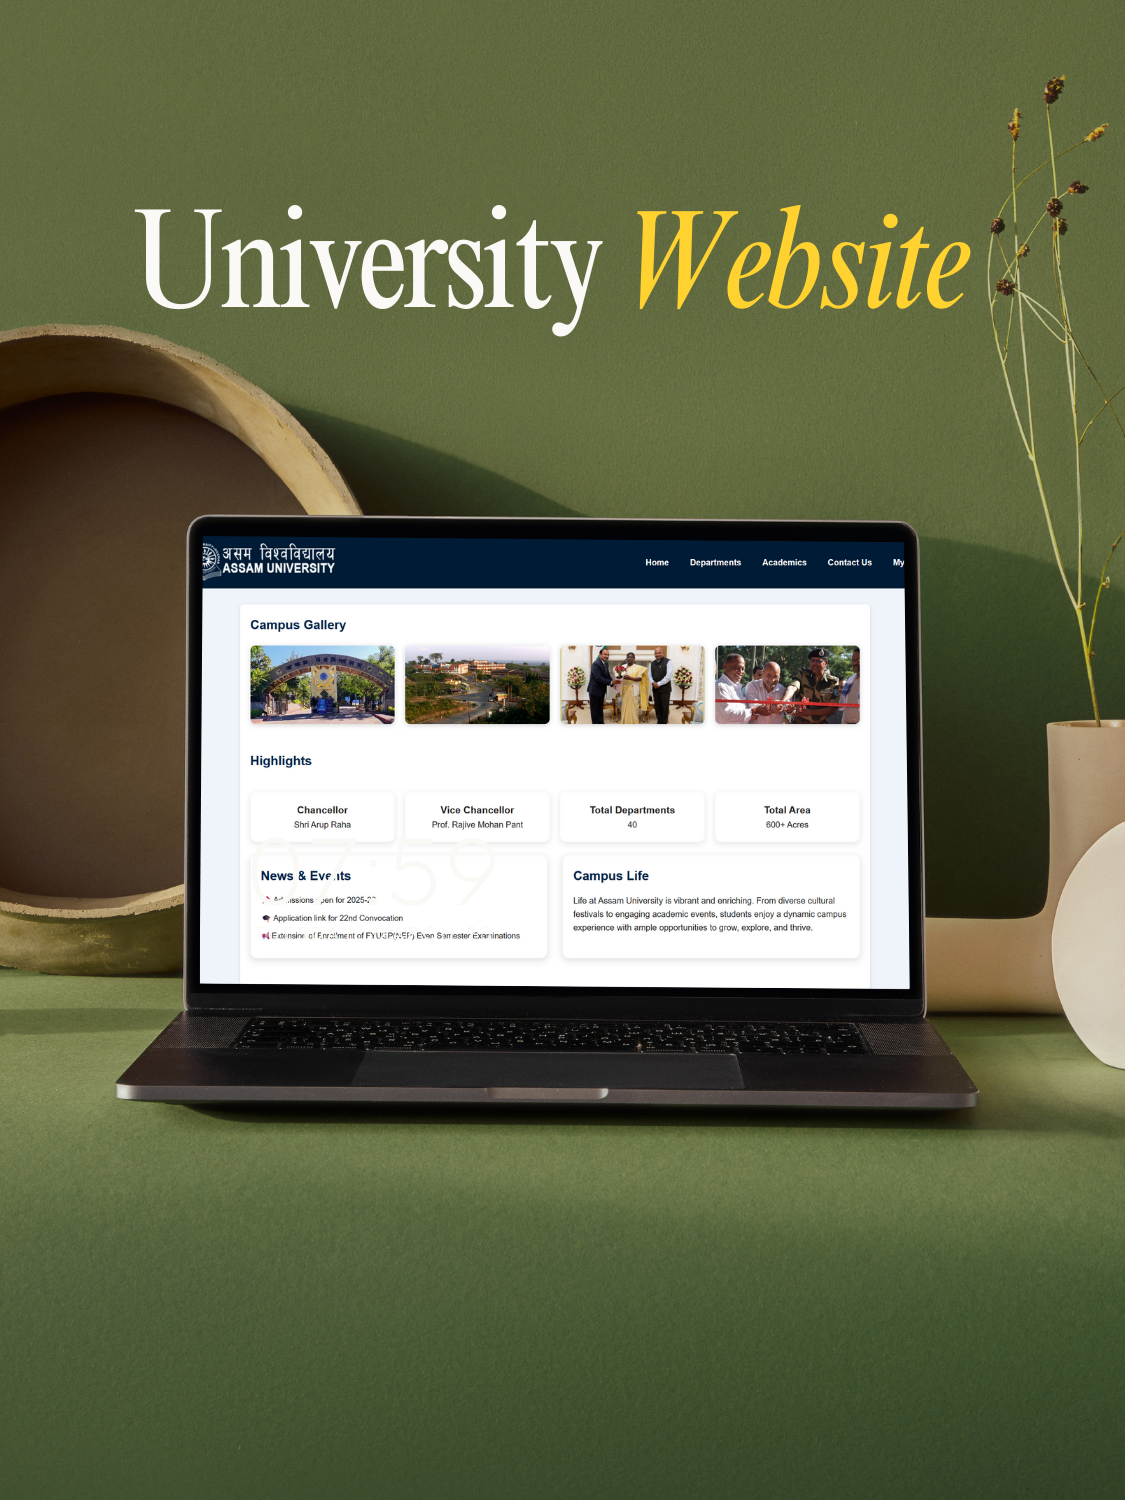 University Website
असम विश्वविद्यालय
ASSAM UNIVERSITY
Home Departments Academics Contact Us My
Campus Gallery
Highlights
Chancellor
Shri Arup Raha
Vice Chancellor
Prof. Rajive Mohan Pant
Total Departments
40
Total Area
600+ Acres
07:59
News & Events
Admissions open for 2025-26
Application link for 22nd Convocation
Extension of Enrolment of FYUGP(NEP) Even Semester Examinations
Campus Life
Life at Assam University is vibrant and enriching. From diverse cultural
festivals to engaging academic events, students enjoy a dynamic campus
experience with ample opportunities to grow, explore, and thrive.